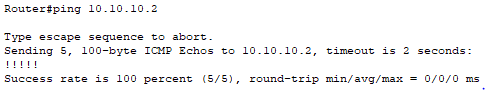 Router#ping 10.10.10.2
Type escape sequence to abort.
Sending 5, 100-byte ICMP Echos to 10.10.10.2, timeout is 2 seconds:
!!!!!
Success rate is 100 percent (5/5), round-trip min/avg/max = 0/0/0 ms
.